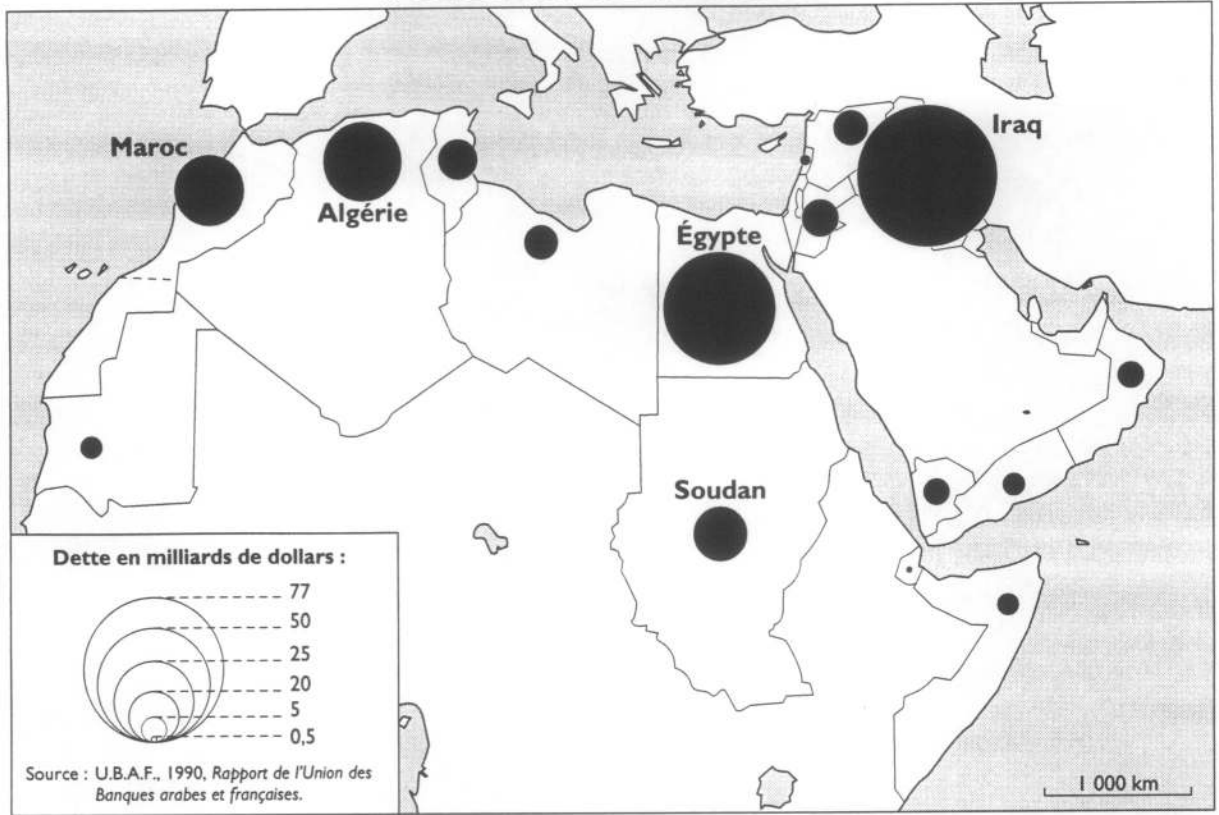 Maroc
Algérie
Égypte
Iraq
Soudan
Dette en milliards de dollars :
77
50
25
20
5
0,5
Source : U.B.A.F., 1990, Rapport de l'Union des
Banques arabes et françaises.
1 000 km